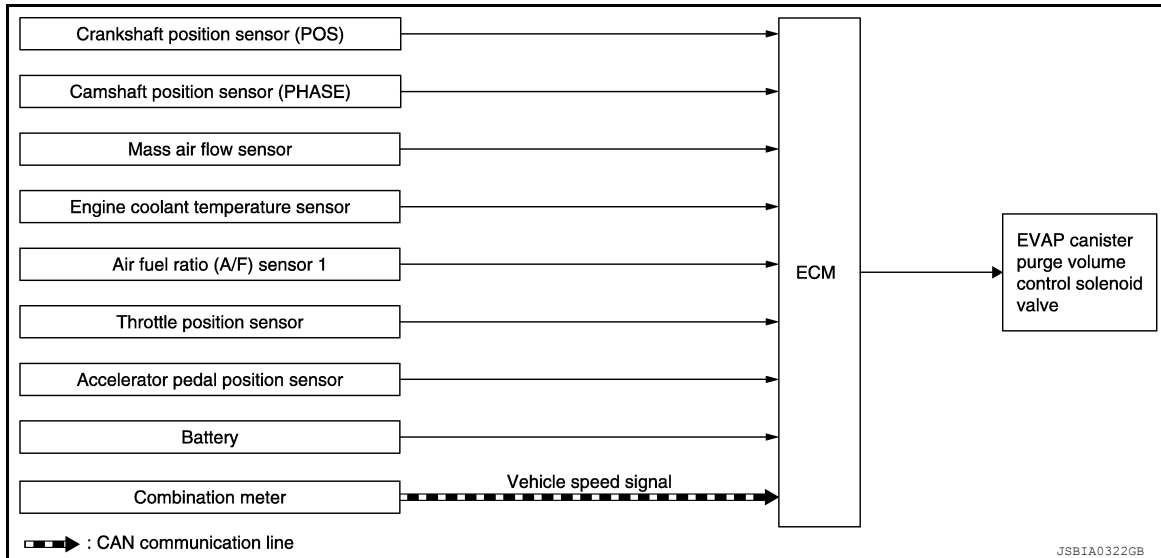 Crankshaft position sensor (POS)
Camshaft position sensor (PHASE)
Mass air flow sensor
Engine coolant temperature sensor
Air fuel ratio (A/F) sensor 1
Throttle position sensor
Accelerator pedal position sensor
Battery
Combination meter
Vehicle speed signal
ECM
EVAP canister
purge volume
control solenoid
valve
: CAN communication line
JSBIA0322GB